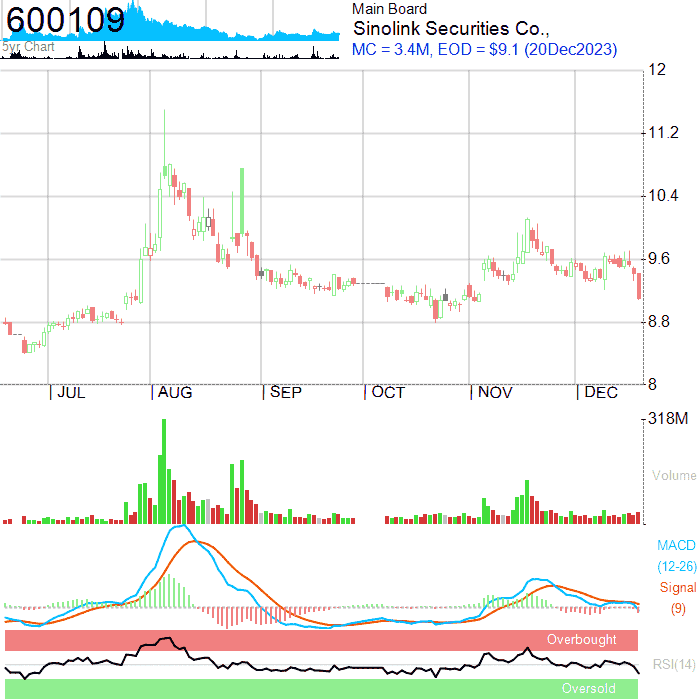 600109
5yr Chart
Main Board
Sinolink Securities Co.,
MC = 3.4M, EOD = $9.1 (20Dec2023)
12
11.2
10.4
9.6
8.8
8
JUL
AUG
SEP
OCT
NOV
DEC
318M
Volume
MACD
(12-26)
Signal
(9)
Overbought
RSI(14)
Oversold